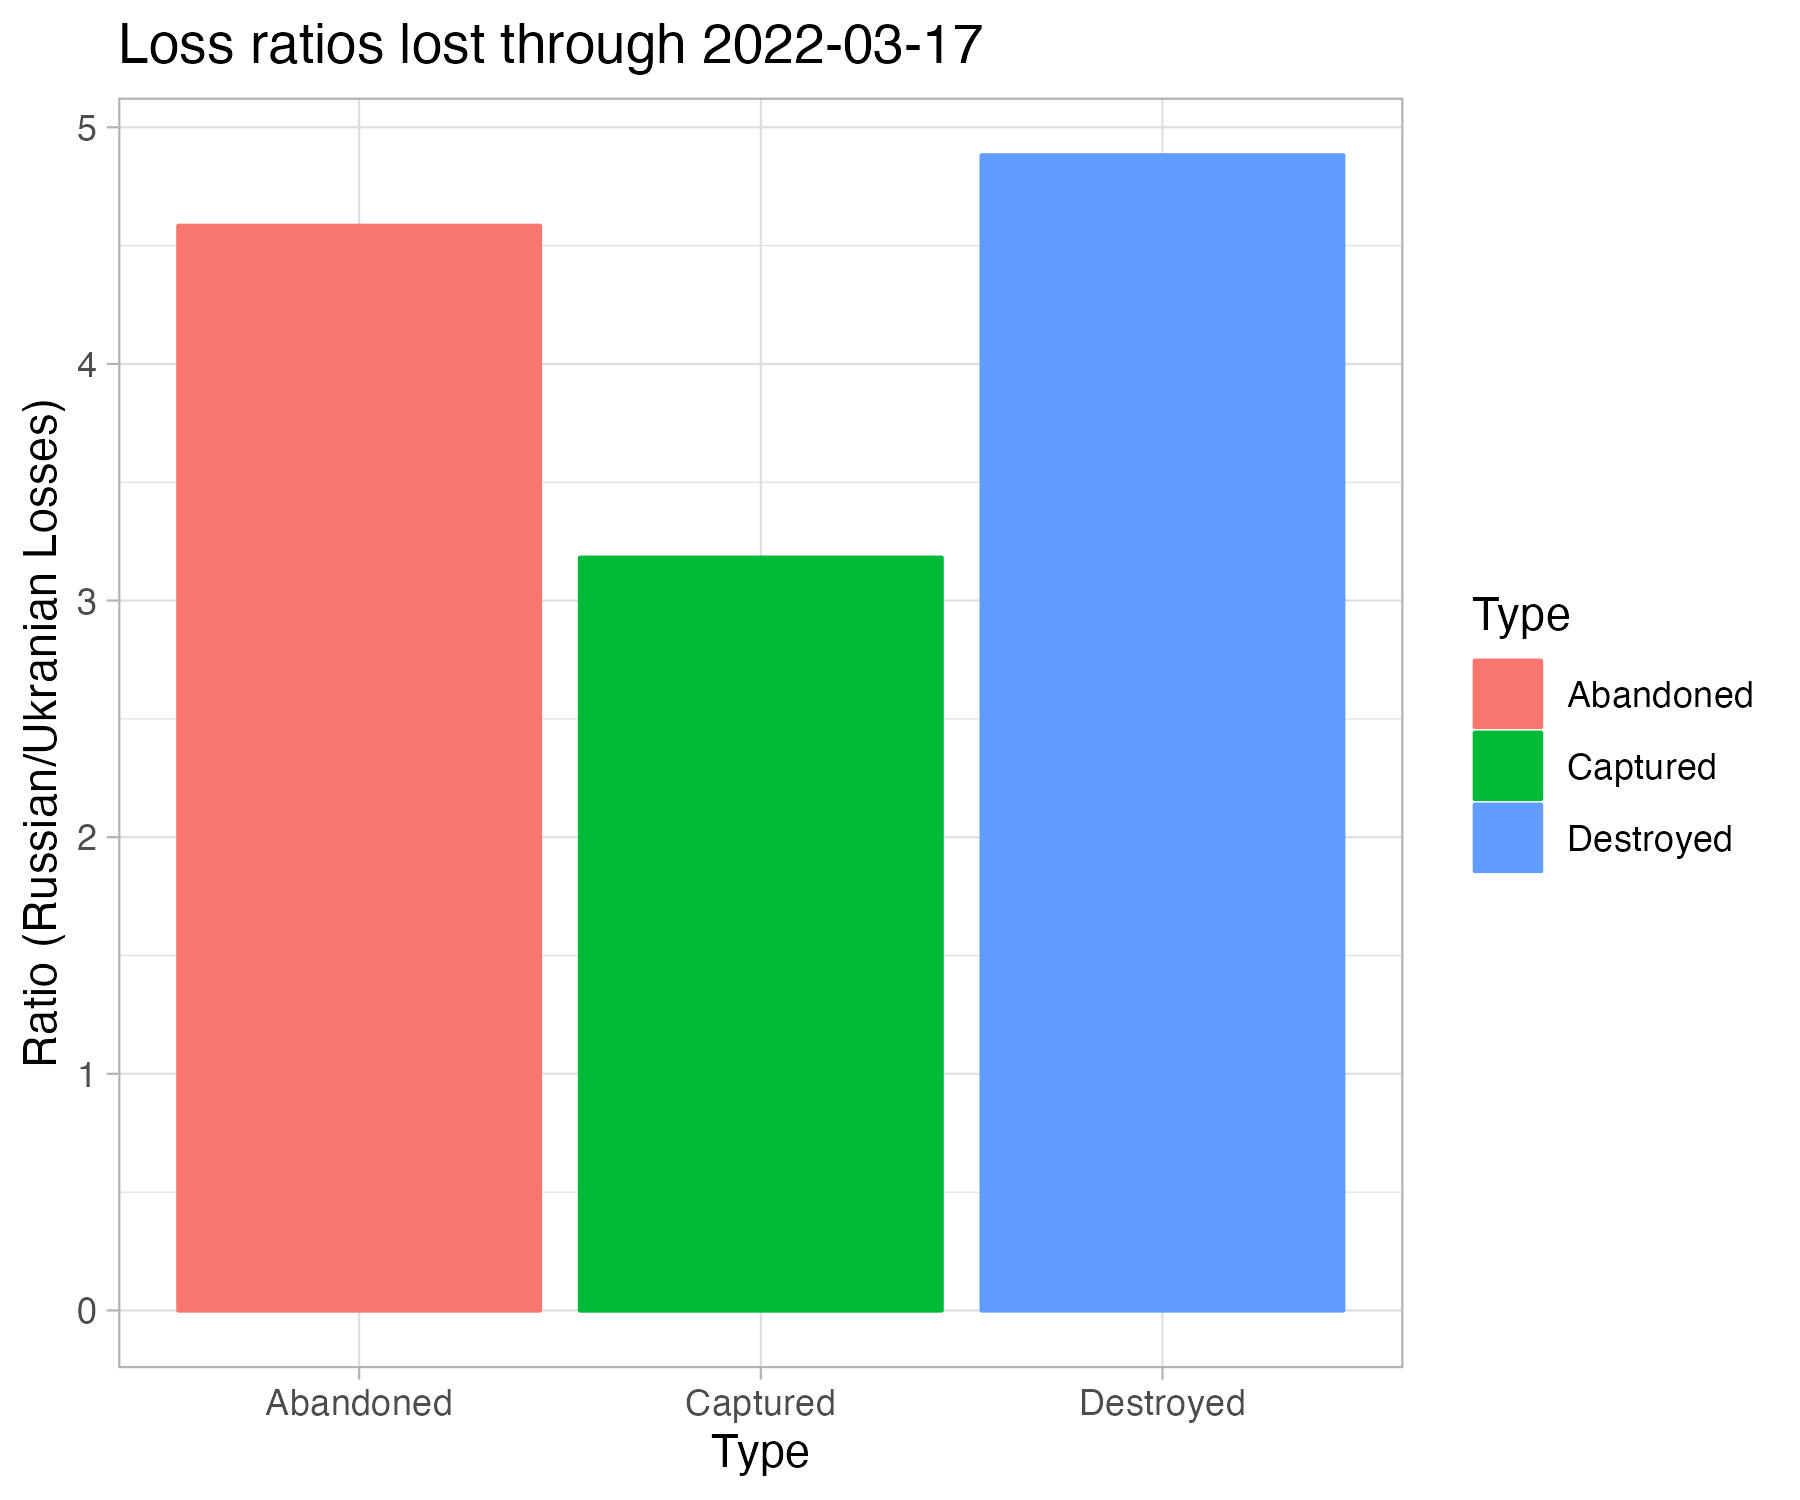 Loss ratios lost through 2022-03-17
Ratio (Russian/Ukranian Losses)
5
4
3
2
1
0
Abandoned
Captured
Destroyed
Type
Type
Abandoned
Captured
Destroyed